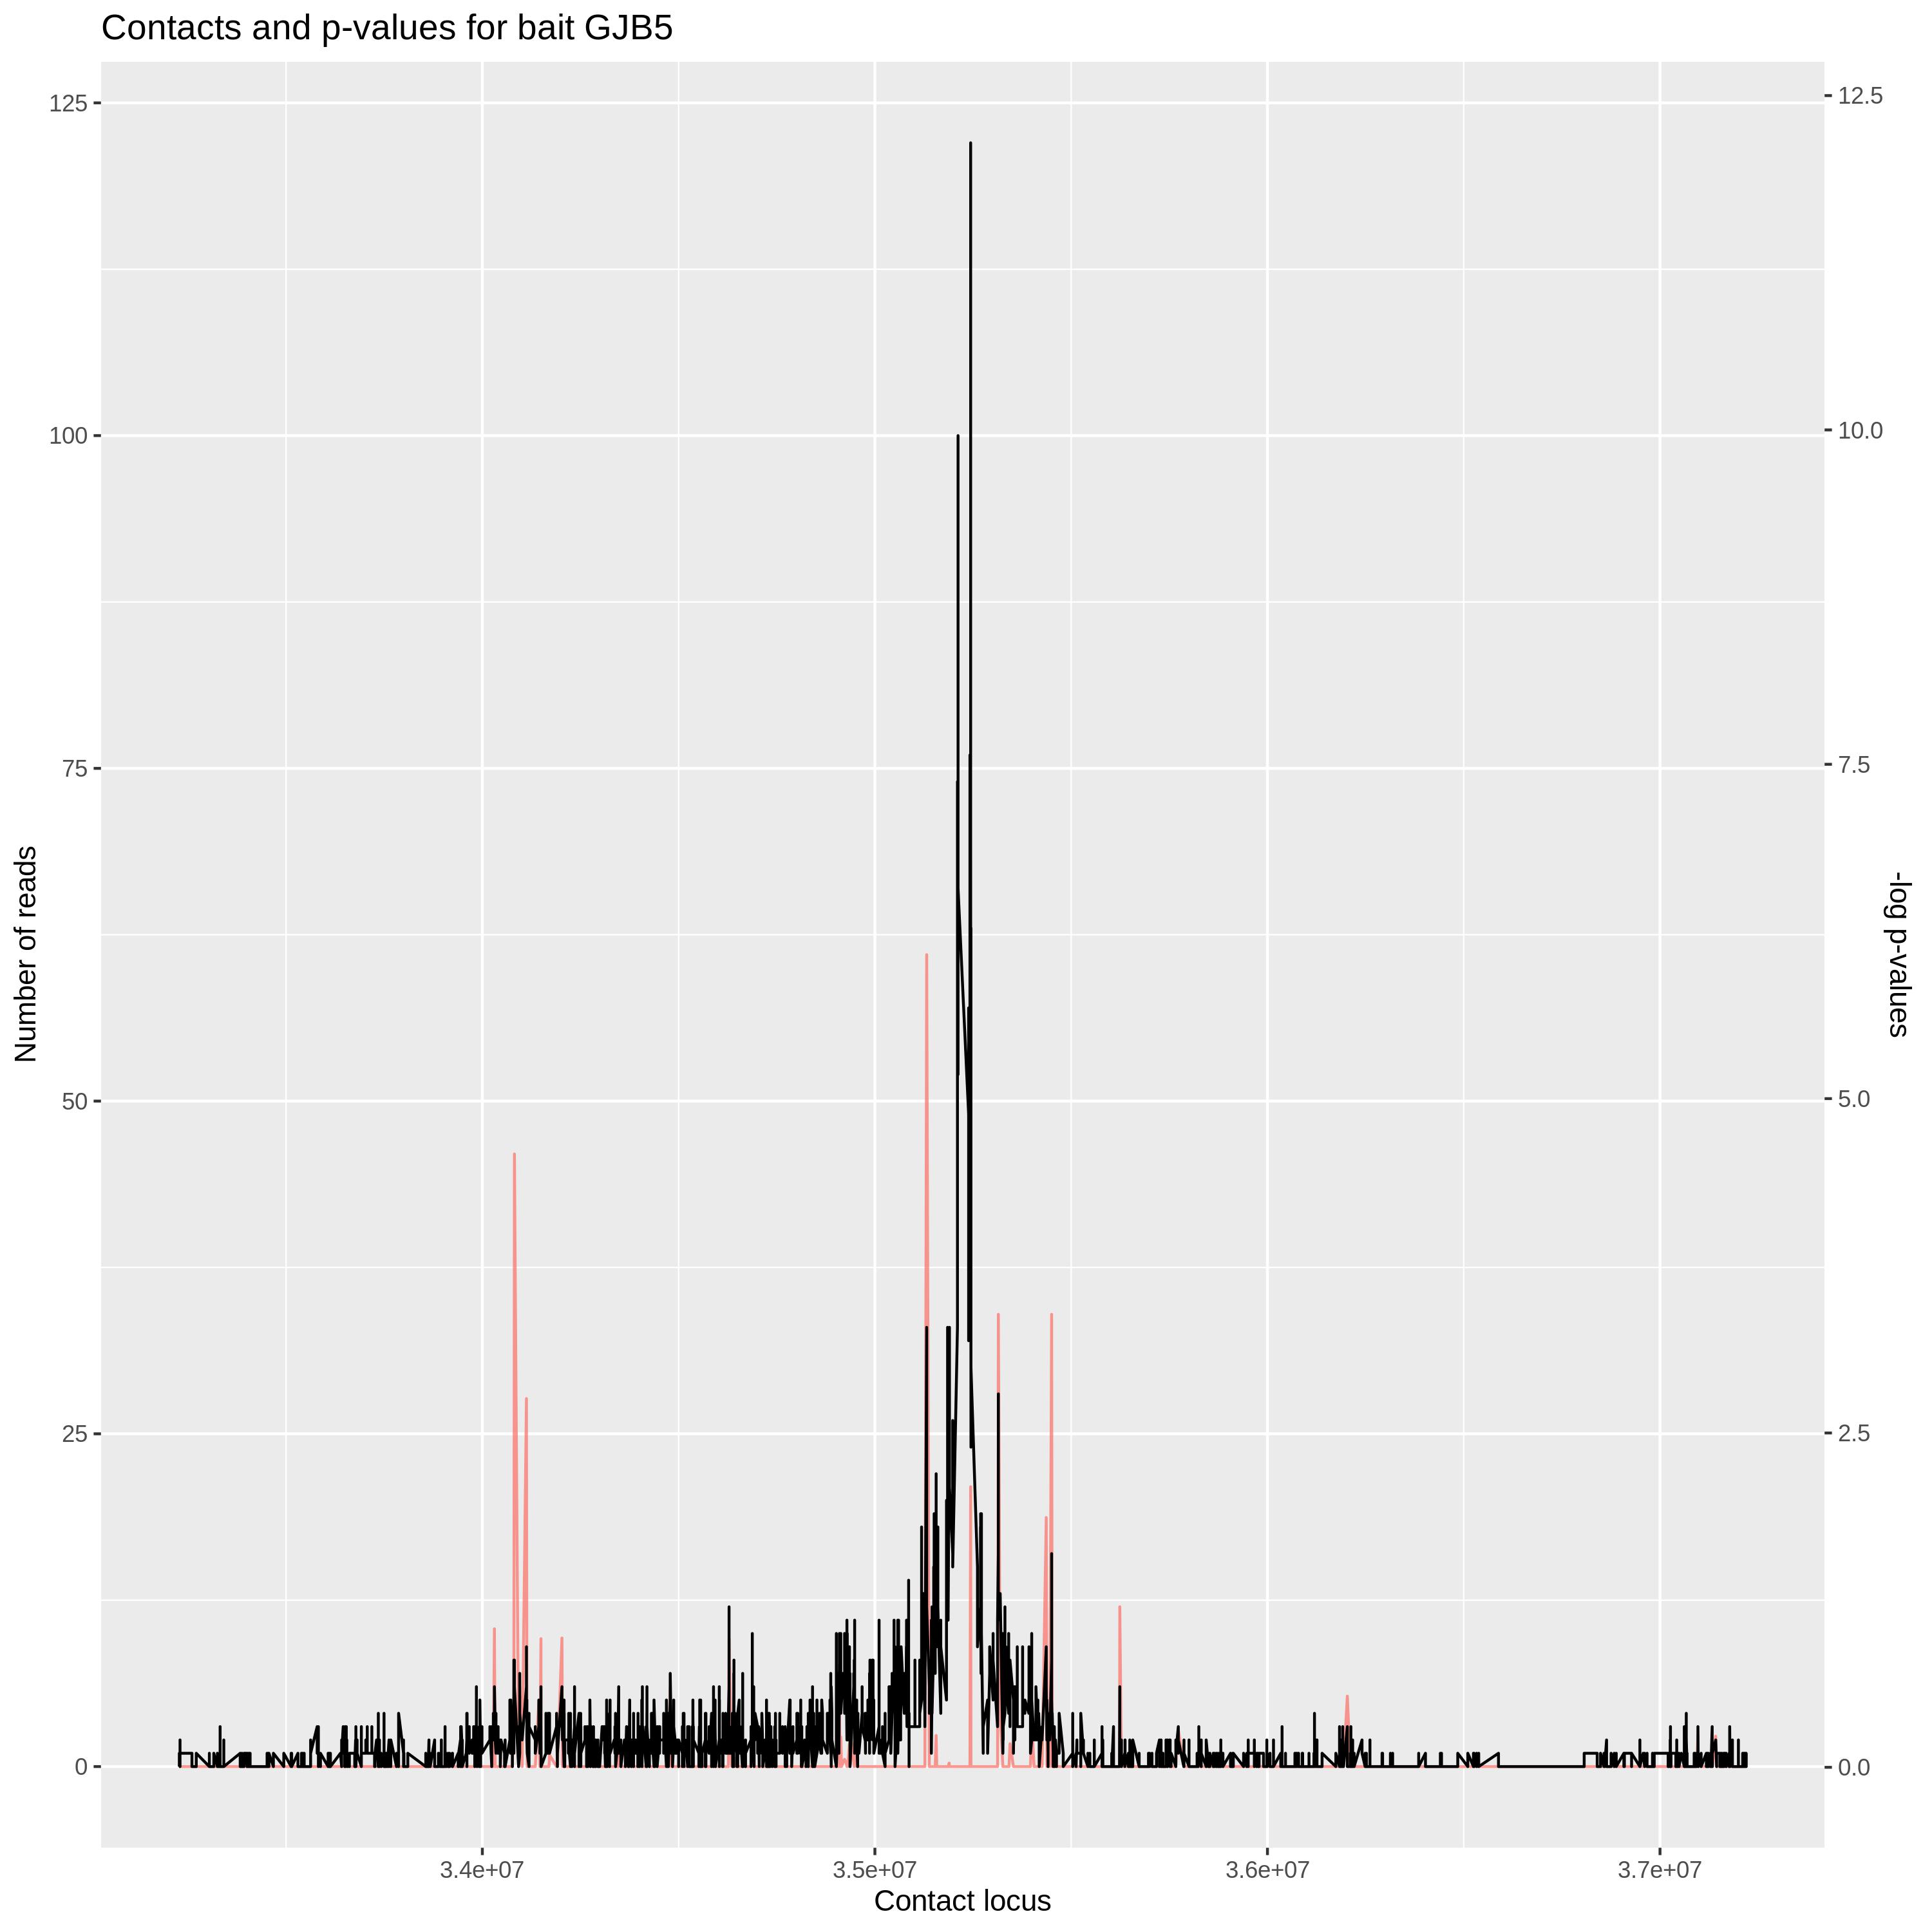 Contacts and p-values for bait GJB5
125
100
75
50
25
0
Number of reads
12.5
10.0
7.5
5.0
2.5
0.0
-log p-values
3.4e+07 3.5e+07 3.6e+07 3.7e+07
Contact locus